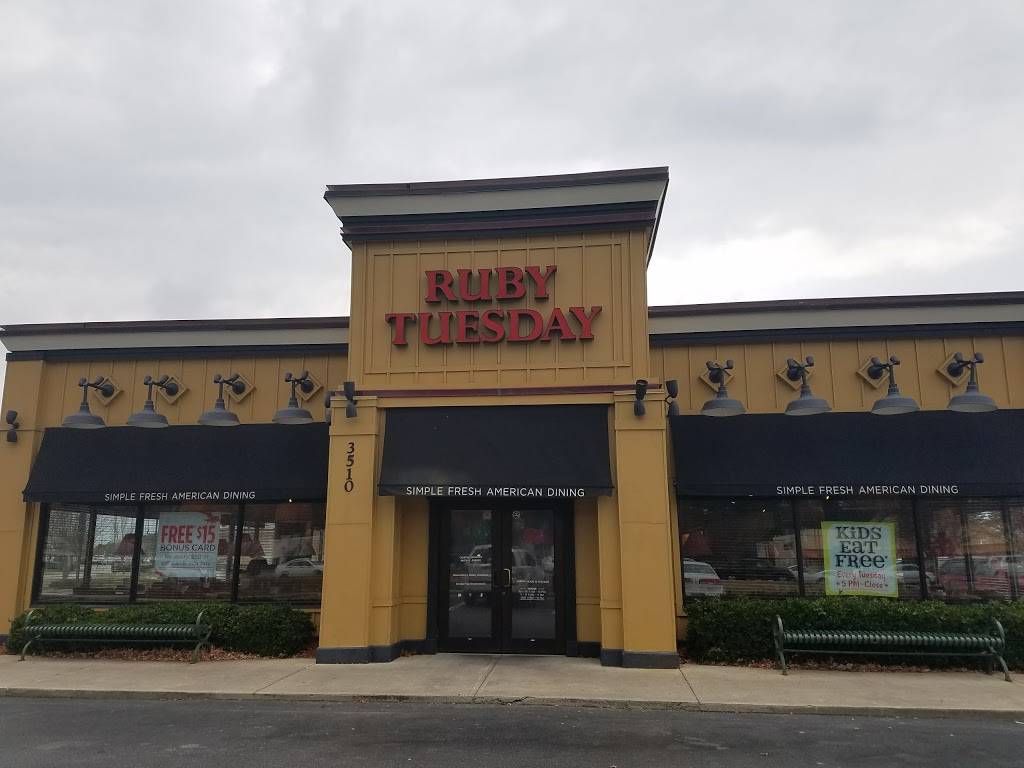 RUBY
TUESDAY
3510
SIMPLE FRESH AMERICAN DINING
SIMPLE FRESH AMERICAN DINING
SIMPLE FRESH AMERICAN DINING
FREE $15
BONUS CARD
KiDS
EAT
FREE*
Every Tuesday
5 PM - Close